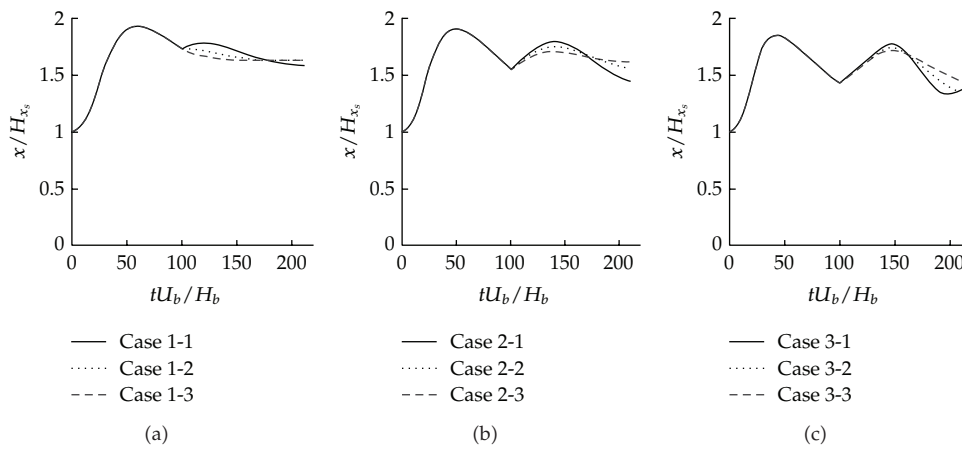 2
1.5
1
0.5
0
x/H_{x_s}
0 50 100 150 200
tU_b/H_b
Case 1-1
Case 1-2
Case 1-3
(a)
2
1.5
1
0.5
0
x/H_{x_s}
0 50 100 150 200
tU_b/H_b
Case 2-1
Case 2-2
Case 2-3
(b)
2
1.5
1
0.5
0
x/H_{x_s}
0 50 100 150 200
tU_b/H_b
Case 3-1
Case 3-2
Case 3-3
(c)